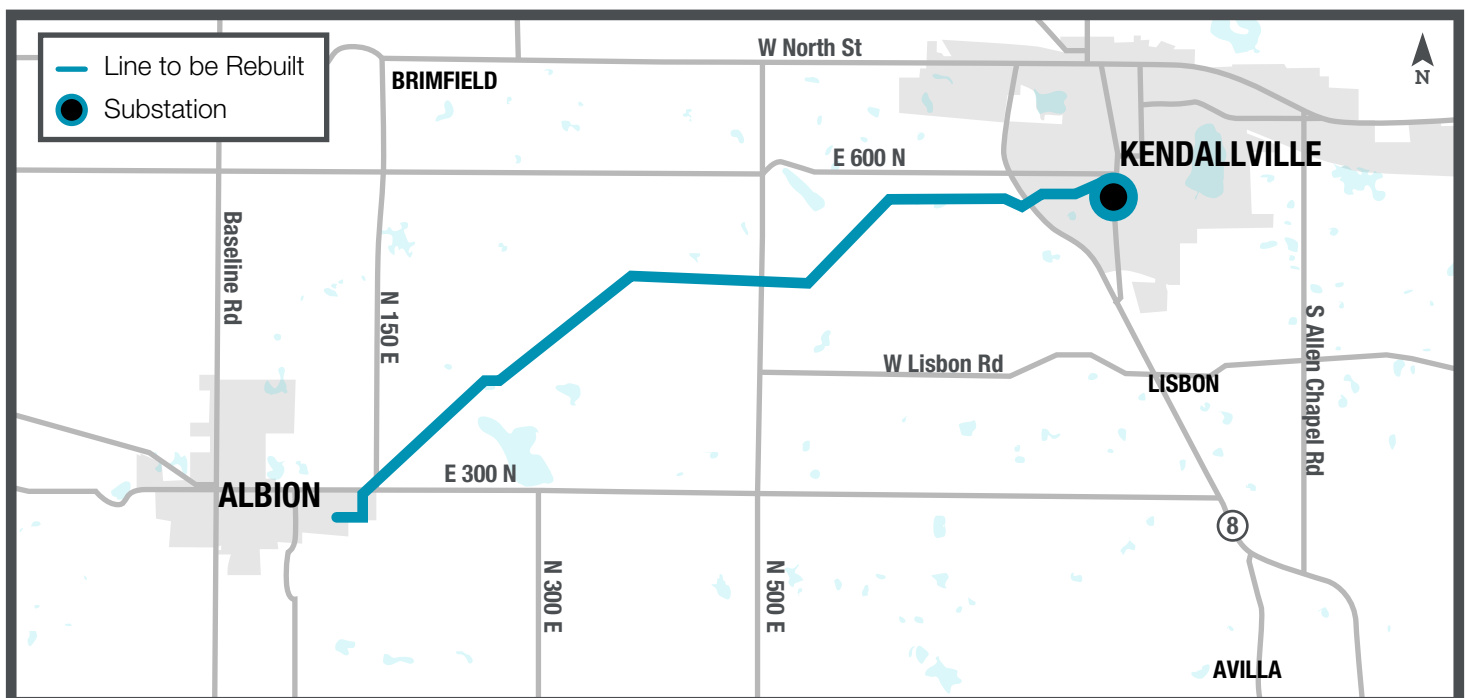 Line to be Rebuilt
Substation
W North St
N
BRIMFIELD
E 600 N
KENDALLVILLE
Baseline Rd
N 150 E
S Allen Chapel Rd
W Lisbon Rd
LISBON
E 300 N
ALBION
8
N 300 E
N 500 E
AVILLA